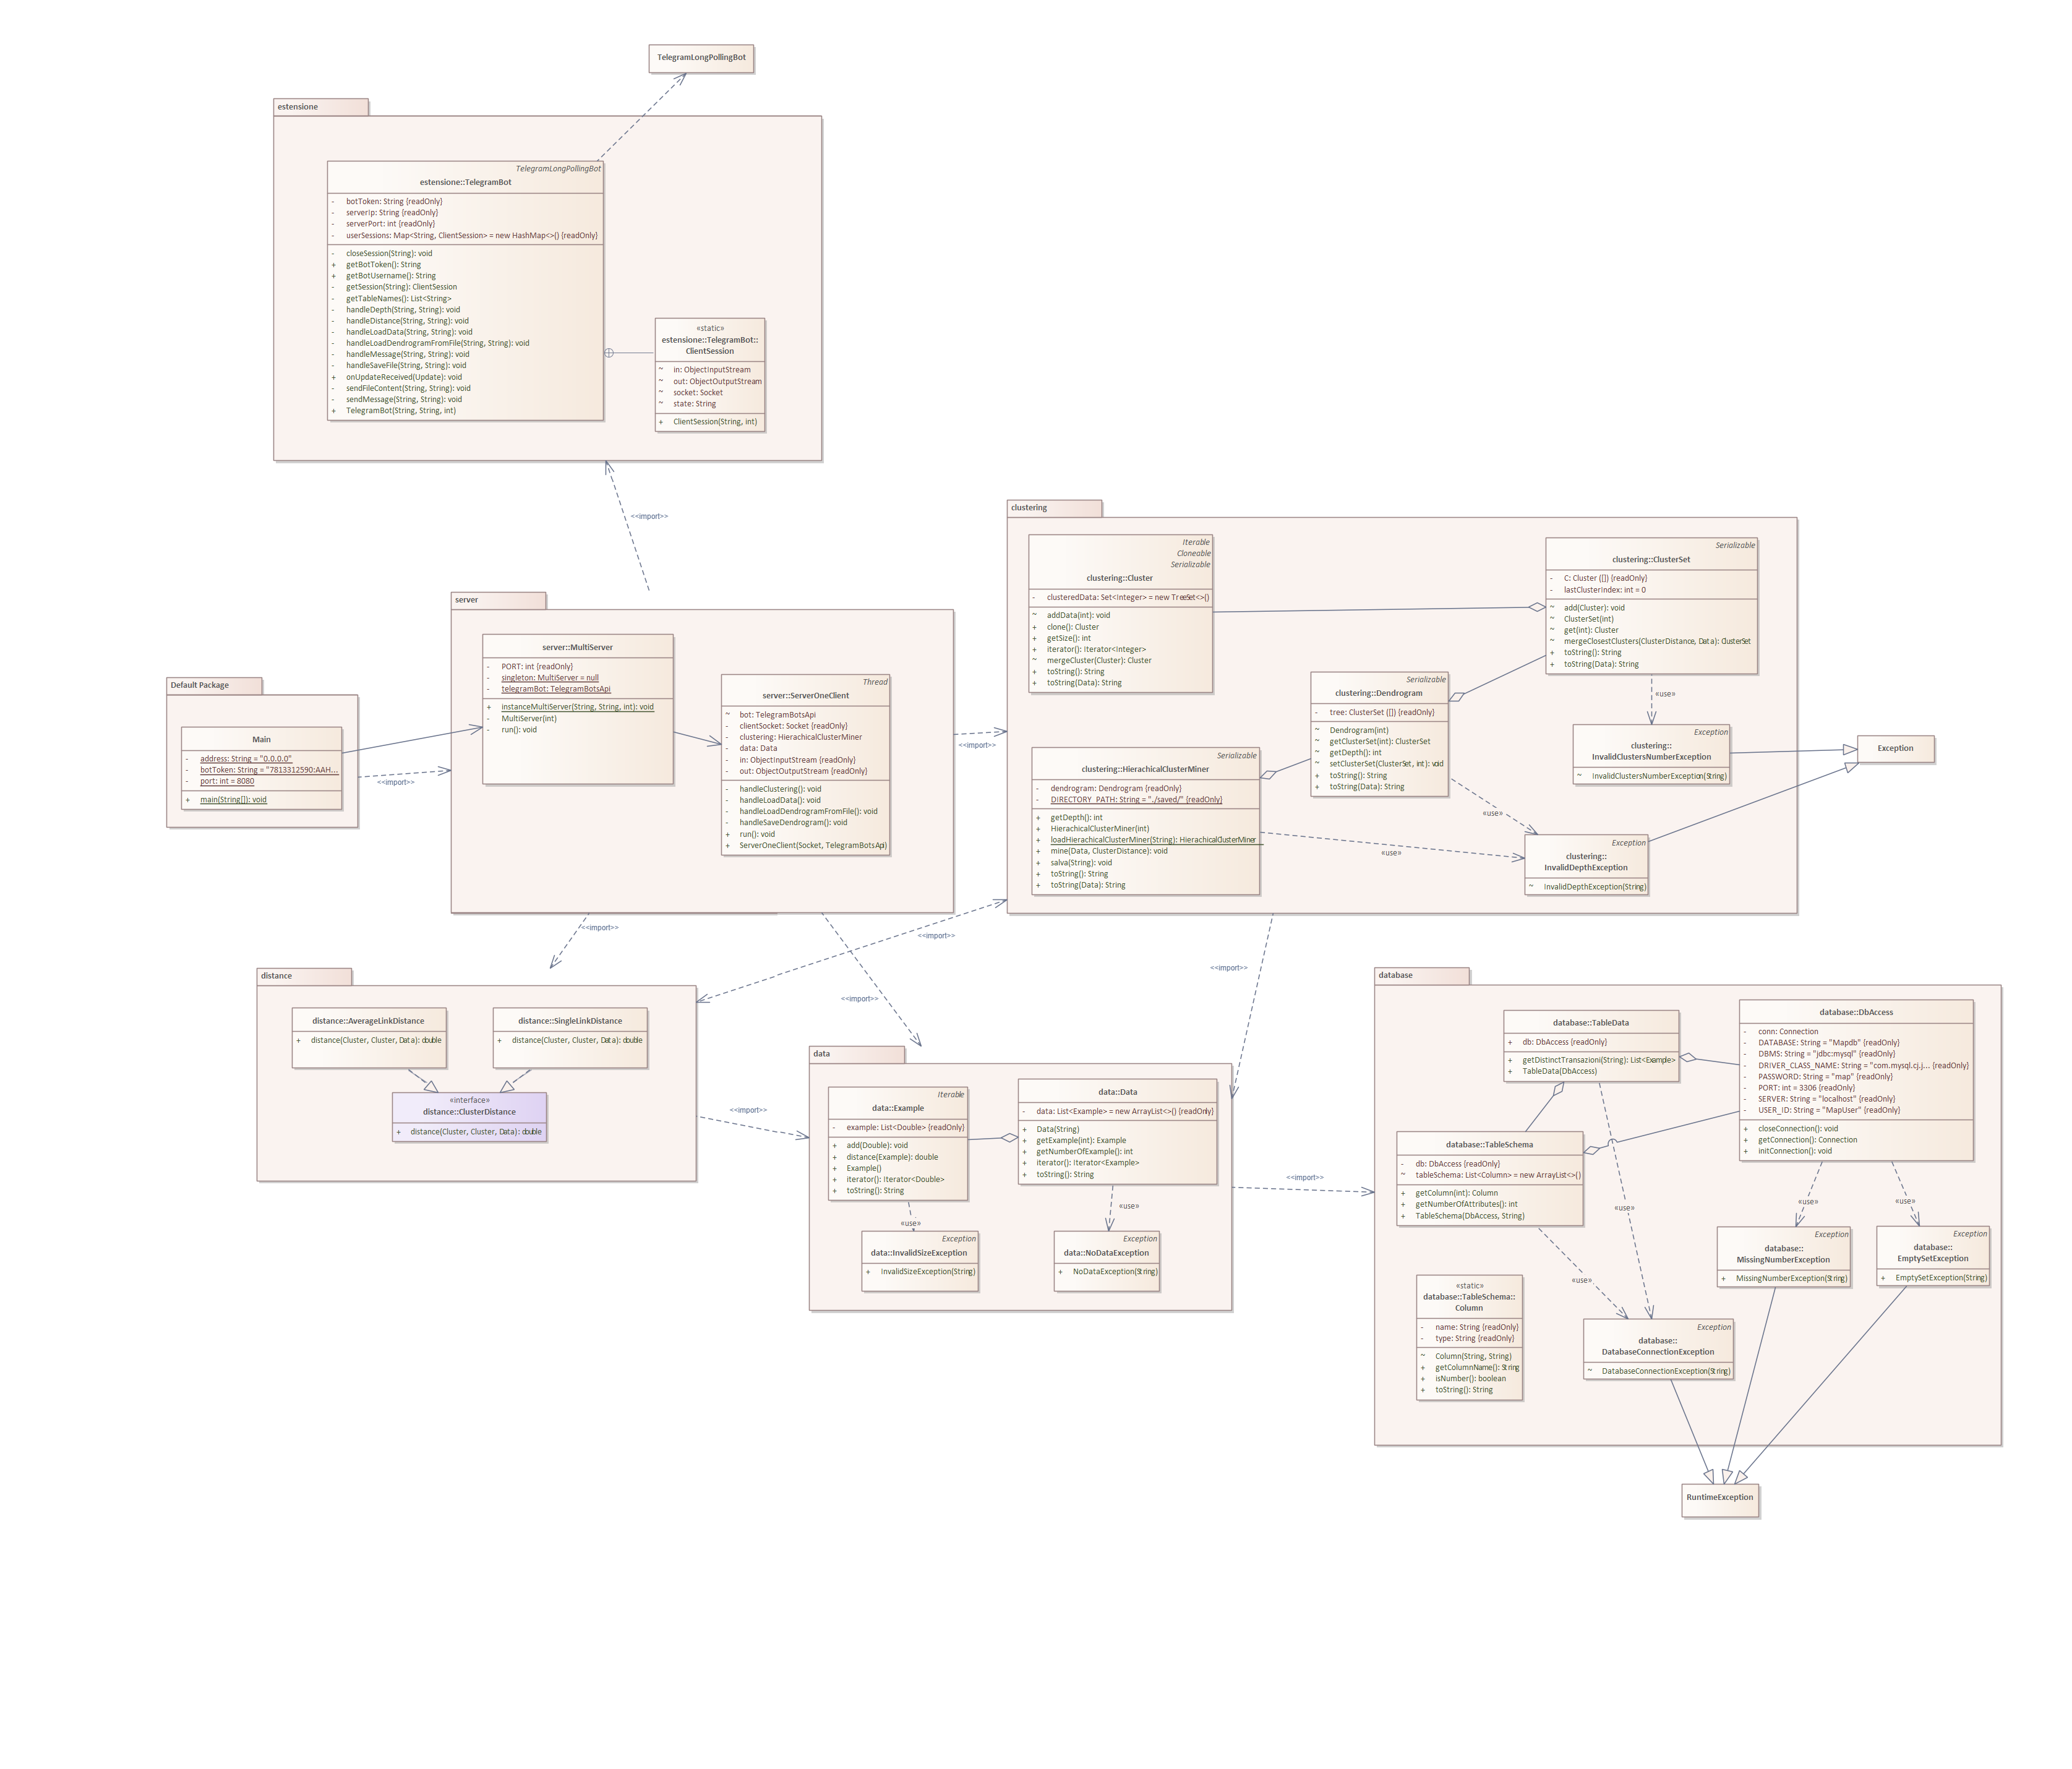 TelegramLongPollingBot
estensione
TelegramLongPollingBot
estensione::TelegramBot
- botToken: String {readOnly}
- serverIp: String {readOnly}
- serverPort: int {readOnly}
- userSessions: Map<String, ClientSession> = new HashMap<>() {readOnly}
- closeSession(String): void
+ getBotToken(): String
+ getBotUsername(): String
- getSession(String): ClientSession
- getTableNames(): List<String>
- handleDepth(String, String): void
- handleDistance(String, String): void
- handleLoadData(String, String): void
- handleLoadDendrogramFromFile(String, String): void
- handleMessage(String, String): void
- handleSaveFile(String, String): void
+ onUpdateReceived(Update): void
- sendFileContent(String, String): void
- sendMessage(String, String): void
+ TelegramBot(String, String, int)
«static»
estensione::TelegramBot::
ClientSession
~ in: ObjectInputStream
~ out: ObjectOutputStream
~ socket: Socket
~ state: String
+ ClientSession(String, int)
<<import>>
server
server::MultiServer
- PORT: int {readOnly}
- singleton: MultiServer = null
- telegramBot: TelegramBotsApi
+ instanceMultiServer(String, String, int): void
- MultiServer(int)
- run(): void
Thread
server::ServerOneClient
~ bot: TelegramBotsApi
- clientSocket: Socket {readOnly}
- clustering: HierachicalClusterMiner
- data: Data
- in: ObjectInputStream {readOnly}
- out: ObjectOutputStream {readOnly}
- handleClustering(): void
- handleLoadData(): void
- handleLoadDendrogramFromFile(): void
- handleSaveDendrogram(): void
+ run(): void
+ ServerOneClient(Socket, TelegramBotsApi)
Default Package
Main
- address: String = "0.0.0.0"
- botToken: String = "7813312590:AAH...
- port: int = 8080
+ main(String[]): void
<<import>>
<<import>>
clustering
Iterable
Cloneable
Serializable
clustering::Cluster
- clusteredData: Set<Integer> = new TreeSet<>()
~ addData(int): void
+ clone(): Cluster
+ getSize(): int
+ iterator(): Iterator<Integer>
~ mergeCluster(Cluster): Cluster
+ toString(): String
+ toString(Data): String
Serializable
clustering::ClusterSet
- C: Cluster ([]) {readOnly}
- lastClusterIndex: int = 0
~ add(Cluster): void
~ ClusterSet(int)
~ get(int): Cluster
~ mergeClosestClusters(ClusterDistance, Data): ClusterSet
+ toString(): String
+ toString(Data): String
Serializable
clustering::Dendrogram
- tree: ClusterSet ([]) {readOnly}
~ Dendrogram(int)
~ getClusterSet(int): ClusterSet
~ getDepth(): int
~ setClusterSet(ClusterSet, int): void
+ toString(): String
+ toString(Data): String
«use»
Exception
clustering::
InvalidClustersNumberException
~ InvalidClustersNumberException(String)
Exception
Serializable
clustering::HierachicalClusterMiner
- dendrogram: Dendrogram {readOnly}
- DIRECTORY_PATH: String = "./saved/" {readOnly}
+ getDepth(): int
+ HierachicalClusterMiner(int)
+ loadHierachicalClusterMiner(String): HierachicalClusterMiner
+ mine(Data, ClusterDistance): void
+ salva(String): void
+ toString(): String
+ toString(Data): String
«use»
«use»
Exception
clustering::
InvalidDepthException
~ InvalidDepthException(String)
<<import>>
<<import>>
<<import>>
<<import>>
distance
distance::AverageLinkDistance
+ distance(Cluster, Cluster, Data): double
distance::SingleLinkDistance
+ distance(Cluster, Cluster, Data): double
«interface»
distance::ClusterDistance
+ distance(Cluster, Cluster, Data): double
<<import>>
data
Iterable
data::Example
- example: List<Double> {readOnly}
+ add(Double): void
+ distance(Example): double
+ Example()
+ iterator(): Iterator<Double>
+ toString(): String
data::Data
- data: List<Example> = new ArrayList<>() {readOnly}
+ Data(String)
+ getExample(int): Example
+ getNumberOfExample(): int
+ iterator(): Iterator<Example>
+ toString(): String
«use»
«use»
Exception
data::InvalidSizeException
+ InvalidSizeException(String)
Exception
data::NoDataException
+ NoDataException(String)
<<import>>
database
database::TableData
+ db: DbAccess {readOnly}
+ getDistinctTransazioni(String): List<Example>
+ TableData(DbAccess)
database::DbAccess
- conn: Connection
- DATABASE: String = "Mapdb" {readOnly}
- DBMS: String = "jdbc:mysql" {readOnly}
- DRIVER_CLASS_NAME: String = "com.mysql.cj.j... {readOnly}
- PASSWORD: String = "map" {readOnly}
- PORT: int = 3306 {readOnly}
- SERVER: String = "localhost" {readOnly}
- USER_ID: String = "MapUser" {readOnly}
+ closeConnection(): void
+ getConnection(): Connection
+ initConnection(): void
database::TableSchema
- db: DbAccess {readOnly}
~ tableSchema: List<Column> = new ArrayList<>()
+ getColumn(int): Column
+ getNumberOfAttributes(): int
+ TableSchema(DbAccess, String)
«use»
«use»
«use»
«use»
Exception
database::
MissingNumberException
+ MissingNumberException(String)
Exception
database::
EmptySetException
+ EmptySetException(String)
«static»
database::TableSchema::
Column
- name: String {readOnly}
- type: String {readOnly}
~ Column(String, String)
+ getColumnName(): String
+ isNumber(): boolean
+ toString(): String
Exception
database::
DatabaseConnectionException
~ DatabaseConnectionException(String)
RuntimeException